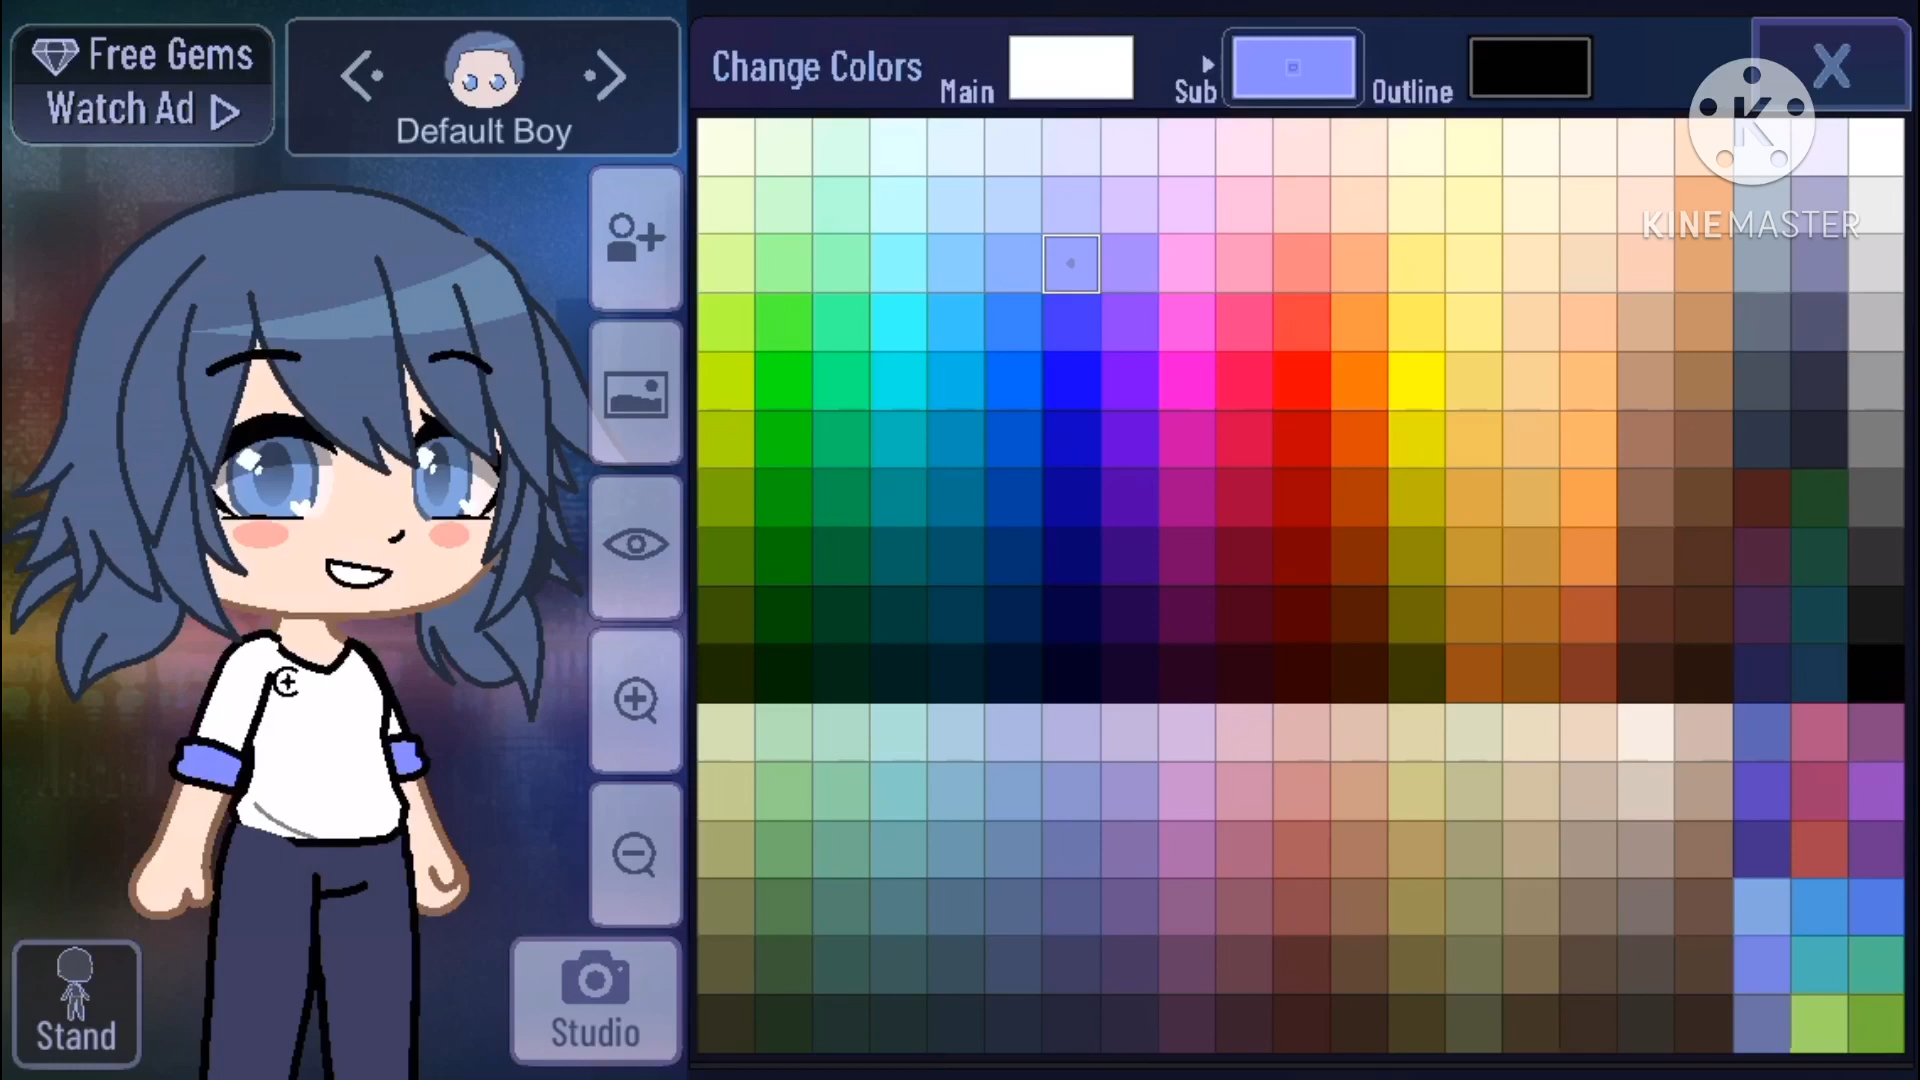 Free Gems
Watch Ad
Default Boy
Change Colors
Main
Sub
Outline
X
K
KINEMASTER
Stand
Studio